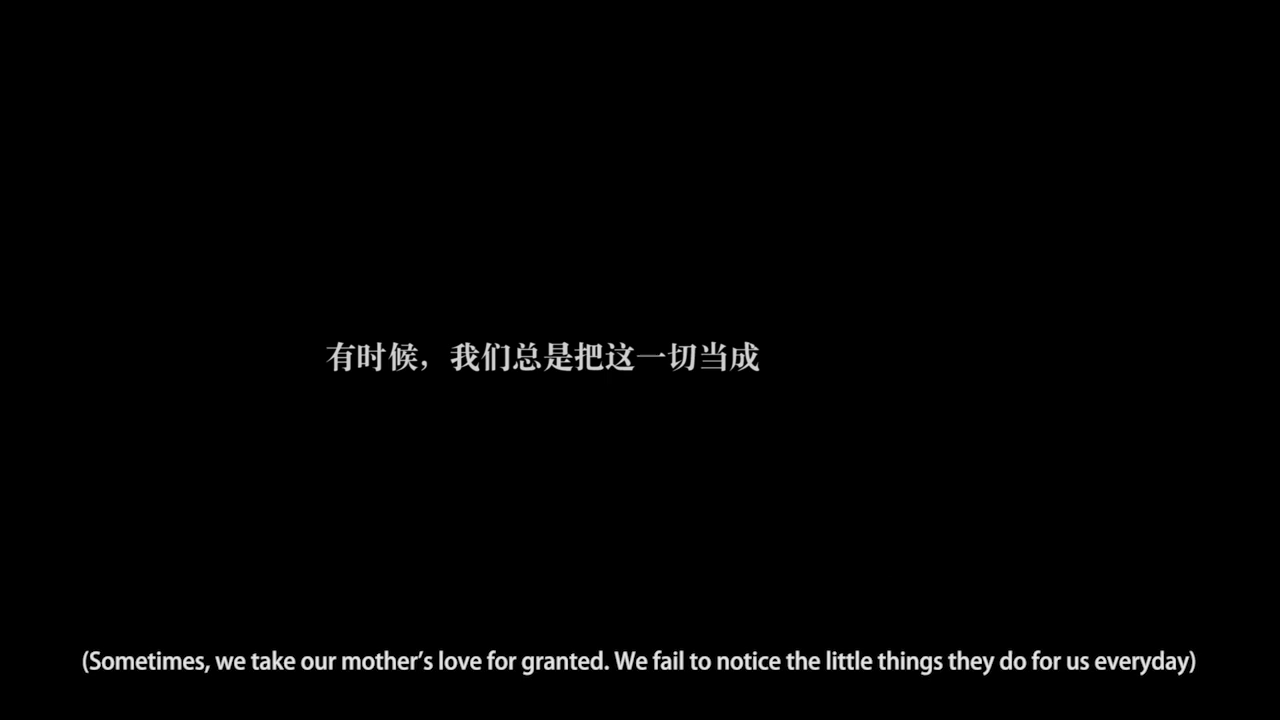 有时候，我们总是把这一切当成
(Sometimes, we take our mother's love for granted. We fail to notice the little things they do for us everyday)